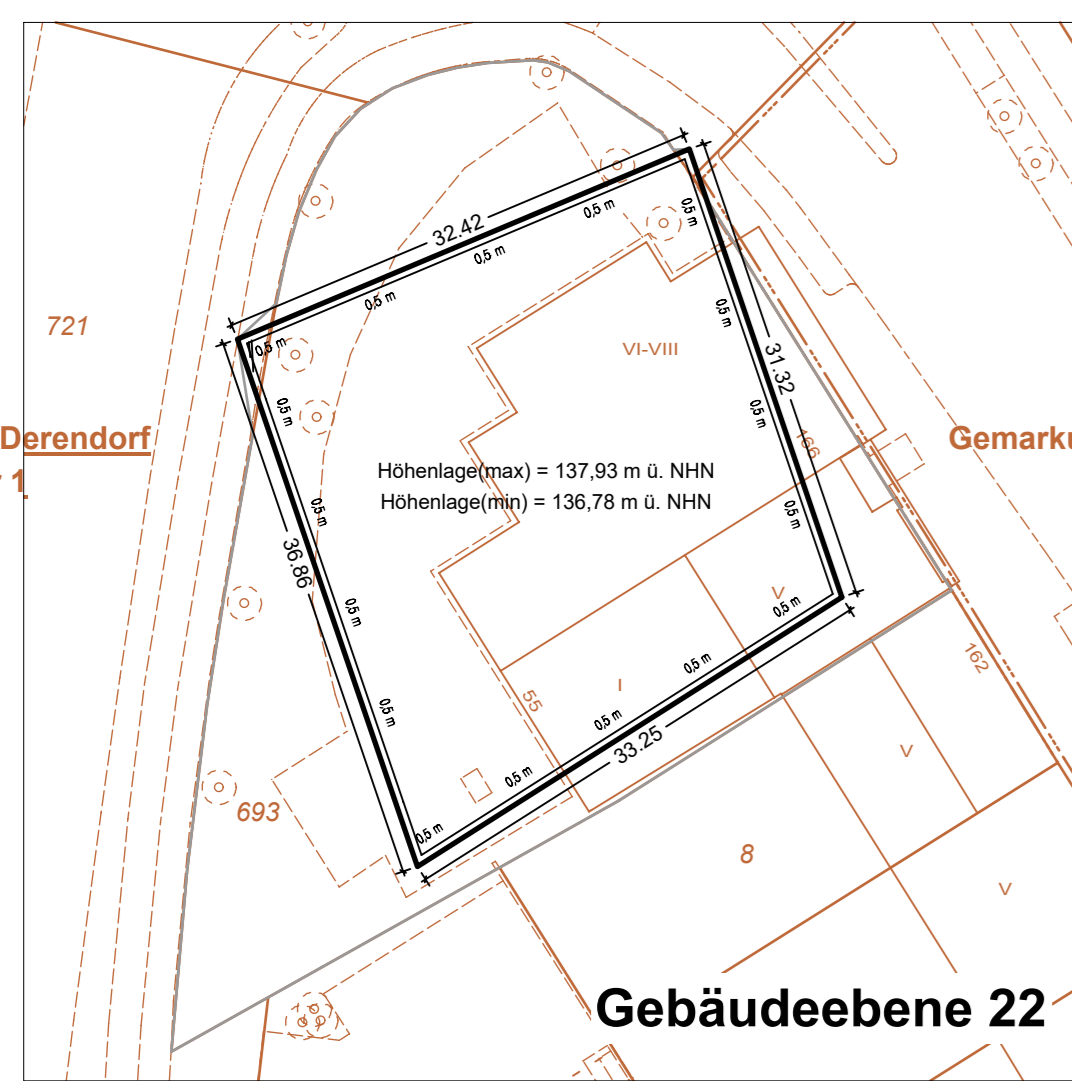 32.42
0,5 m
0,5 m
0,5 m
0,5 m
0,5 m
721
VI-VIII
31.32
0,5 m
0,5 m
0,5 m
0,5 m
Derendorf
Gemarku
166
1
Höhenlage(max) = 137,93 m ü. NHN
Höhenlage(min) = 136,78 m ü. NHN
0,5 m
0,5 m
36.86
0,5 m
0,5 m
V
0,5 m
0,5 m
162
I
55
0,5 m
33.25
V
0,5 m
0,5 m
693
8
V
Gebäudeebene 22